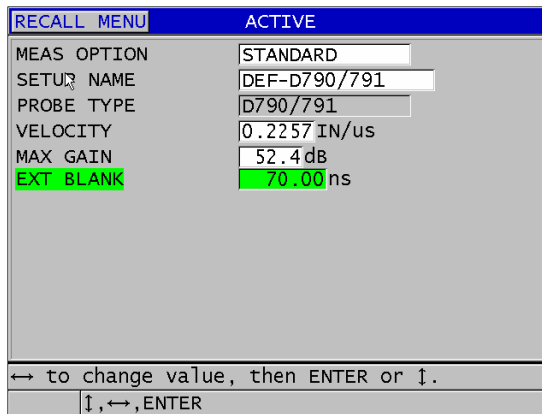 RECALL MENU ACTIVE
MEAS OPTION STANDARD
SETUP NAME DEF-D790/791
PROBE TYPE D790/791
VELOCITY 0.2257 IN/us
MAX GAIN 52.4 dB
EXT BLANK 70.00 ns
↔ to change value, then ENTER or ↕.
↕,↔,ENTER